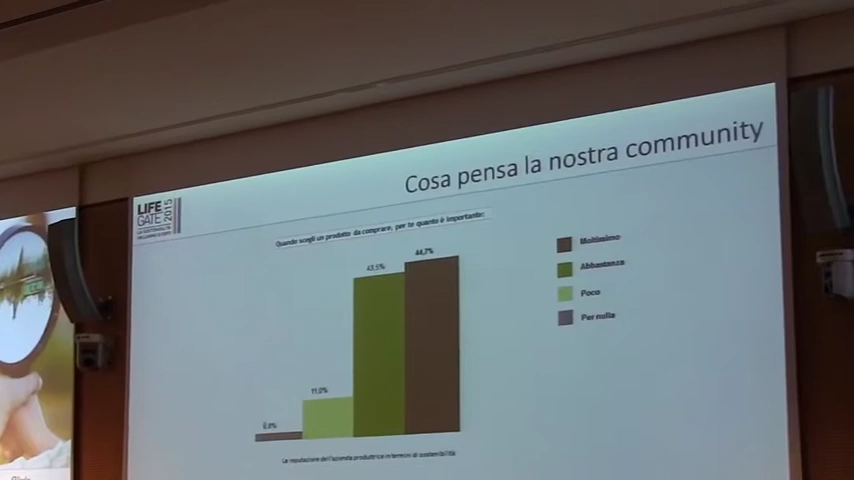 Cosa pensa la nostra community
LIFE
GATE 2015
Quando scegli un prodotto da comprare, per te quanto è importante:
44,7%
43,5%
11,0%
Moltissimo
Abbastanza
Poco
Per nulla
La reputazione dell'azienda produttrice in termini di sostenibilità